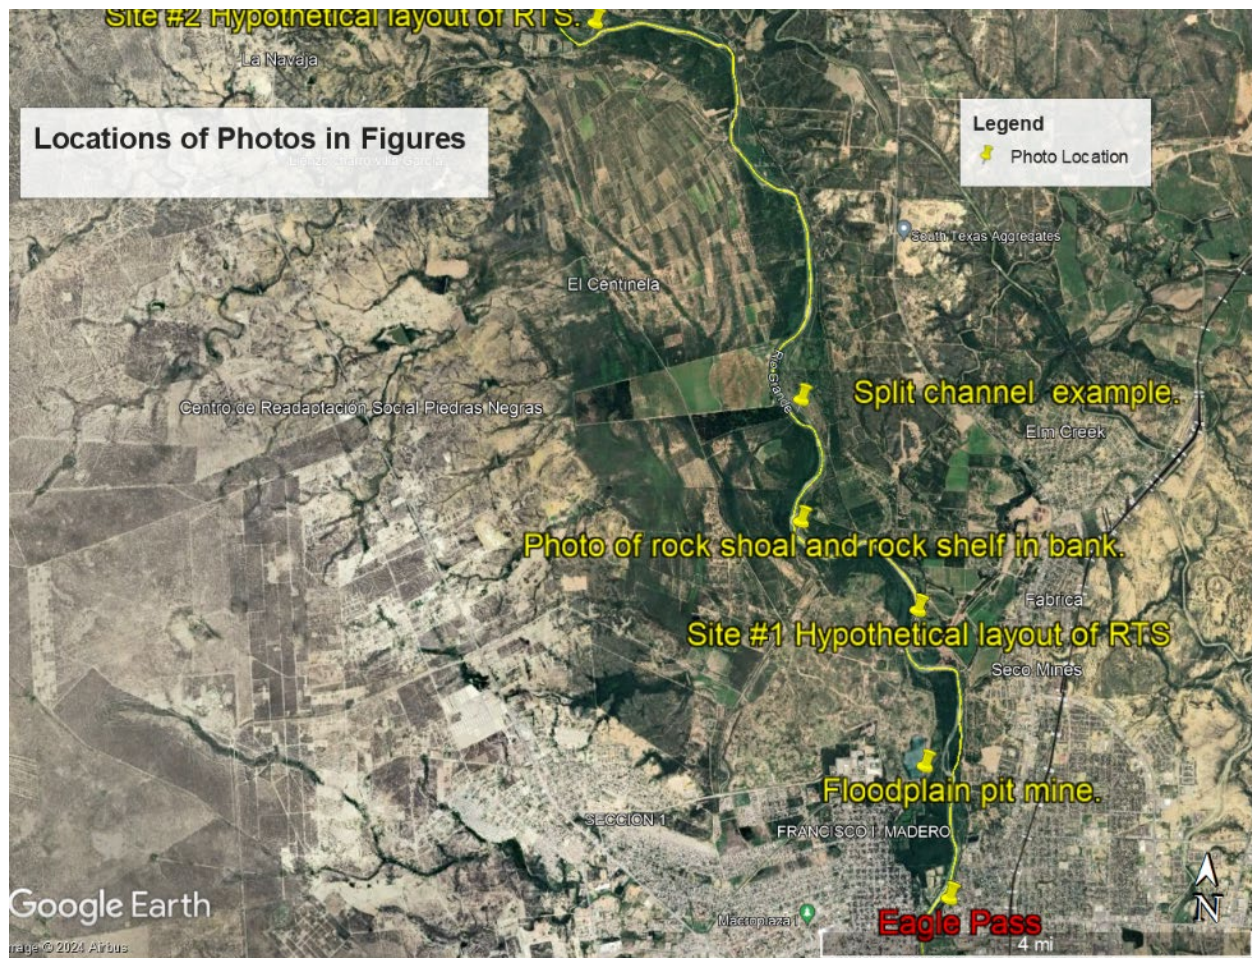 Site #2 Hypothetical layout of RTS.
La Navaja
Locations of Photos in Figures
Legend
Photo Location
South Texas Aggregates
El Centinela
Rio Grande
Split channel example.
Centro de Readaptación Social Piedras Negras
Elm Creek
Photo of rock shoal and rock shelf in bank.
Fabrica
Site #1 Hypothetical layout of RTS
Seco Mines
Floodplain pit mine.
SECCION 1
FRANCISCO I. MADERO
Google Earth
N
Macroplaza I
Eagle Pass
4 mi
mage © 2024 Airbus